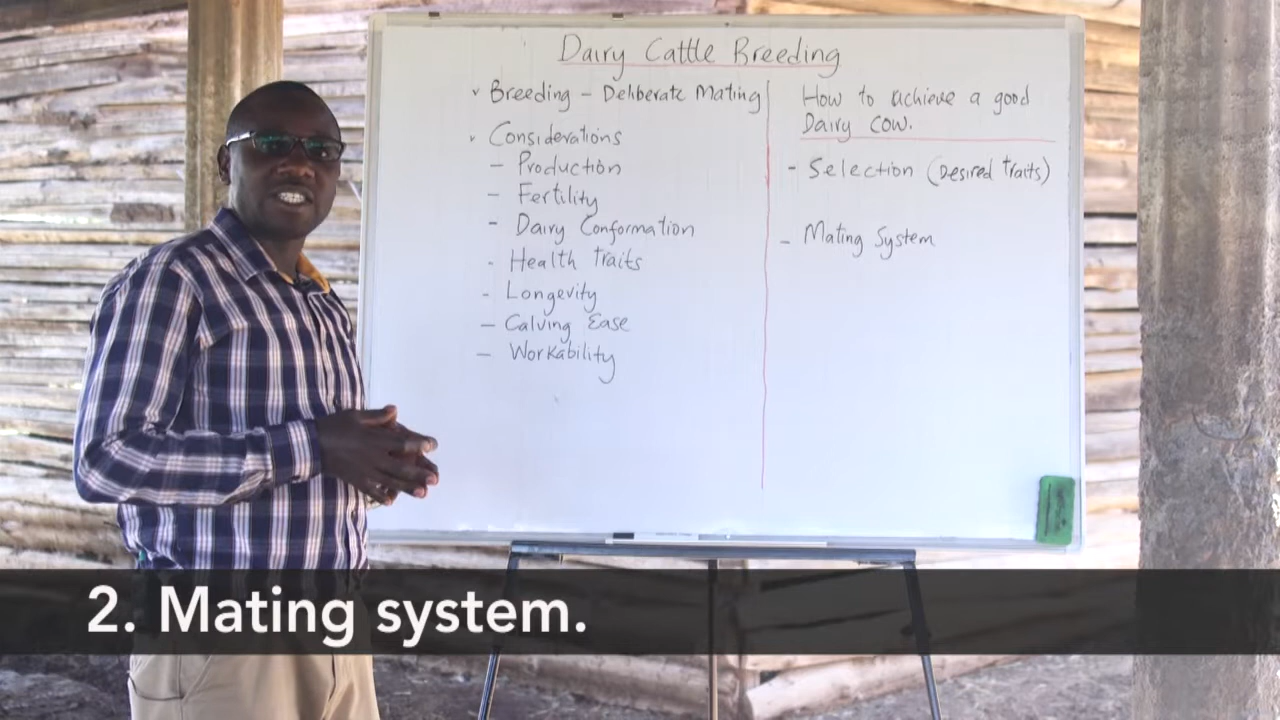 Dairy Cattle Breeding
v Breeding - Deliberate Mating
v Considerations
- Production
- Fertility
- Dairy Conformation
- Health Traits
- Longevity
- Calving Ease
- Workability
How to achieve a good
Dairy cow.
- Selection (Desired traits)
- Mating System
2. Mating system.